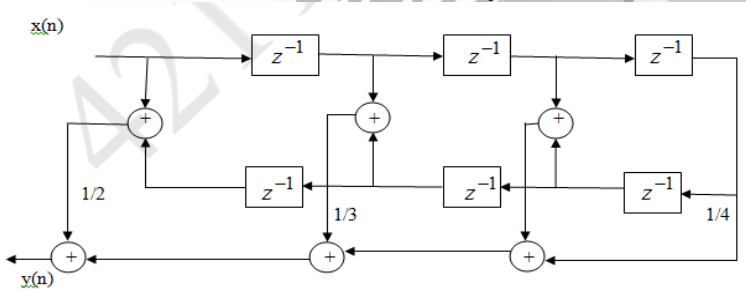 x(n)
z⁻¹ z⁻¹ z⁻¹
+ + +
z⁻¹ z⁻¹ z⁻¹
1/2 1/3 1/4
+ + +
y(n)